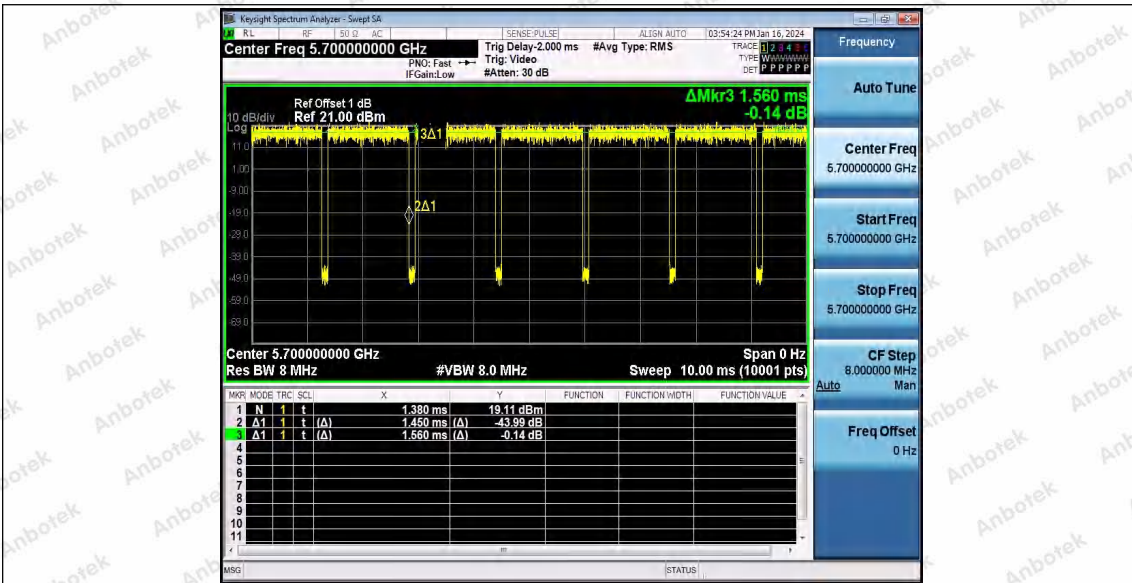 Keysight Spectrum Analyzer - Swept SA
RL RF 50 Ω AC SENSE:PULSE ALIGN AUTO 03:54:24 PM Jan 16, 2024
Center Freq 5.700000000 GHz
PNO: Fast
IFGain:Low
Trig Delay-2.000 ms
Trig: Video
#Atten: 30 dB
#Avg Type: RMS
TRACE 1 2 3 4 5 6
TYPE WWWWWW
DET P P P P P P
Ref Offset 1 dB
10 dB/div Ref 21.00 dBm
Log
ΔMkr3 1.560 ms
-0.14 dB
11.0
1.00
-9.00
-19.0
-29.0
-39.0
-49.0
-59.0
-69.0
3Δ1
2Δ1
Center 5.700000000 GHz Span 0 Hz
Res BW 8 MHz #VBW 8.0 MHz Sweep 10.00 ms (10001 pts)
MKR MODE TRC SCL X Y FUNCTION FUNCTION WIDTH FUNCTION VALUE
1 N 1 t 1.380 ms 19.11 dBm
2 Δ1 1 t (Δ) 1.450 ms (Δ) -43.99 dB
3 Δ1 1 t (Δ) 1.560 ms (Δ) -0.14 dB
4
5
6
7
8
9
10
11
MSG STATUS
Frequency
Auto Tune
Center Freq
5.700000000 GHz
Start Freq
5.700000000 GHz
Stop Freq
5.700000000 GHz
CF Step
8.000000 MHz
Auto Man
Freq Offset
0 Hz
Anbotek